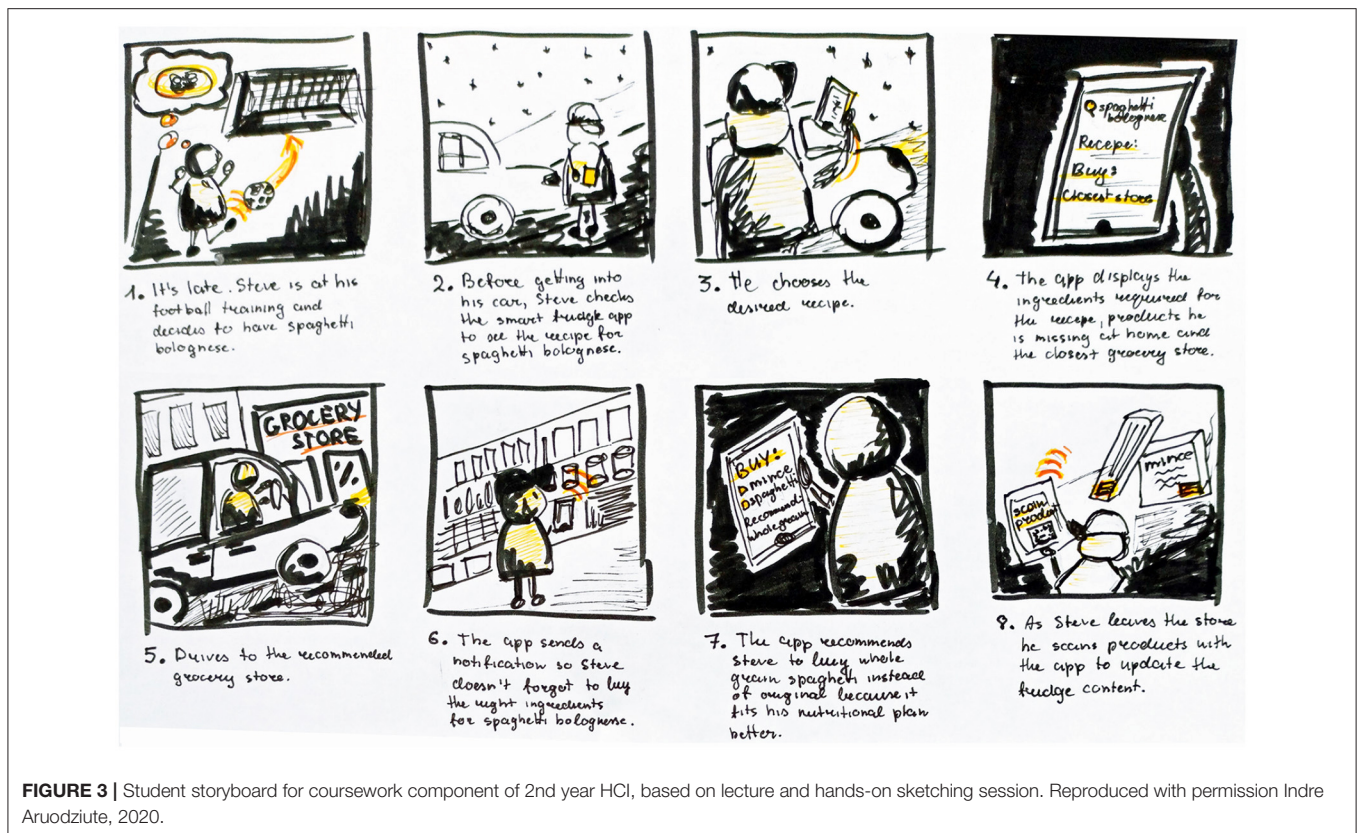 1. It's late. Steve is at his
football training and
decides to have spaghetti
bolognese.
2. Before getting into
his car, Steve checks
the smart fridge app
to see the recipe for
spaghetti bolognese.
3. He chooses the
desired recipe.
spaghetti
bolognese
Recepe:
Buy:
Closest store
4. The app displays the
ingredients required for
the recepe, products he
is missing at home and
the closest grocery store.
GROCERY
STORE
5. Drives to the recommended
grocery store.
6. The app sends a
notification so Steve
doesn't forget to buy
the right ingredients
for spaghetti bolognese.
BUY:
mince
spaghetti
Recommend:
whole grain
7. The app recommends
Steve to buy whole
grain spaghetti instead
of original because it
fits his nutritional plan
better.
scan
product
mince
8. As Steve leaves the store
he scans products with
the app to update the
fridge content.
FIGURE 3 | Student storyboard for coursework component of 2nd year HCI, based on lecture and hands-on sketching session. Reproduced with permission Indre
Aruodziute, 2020.